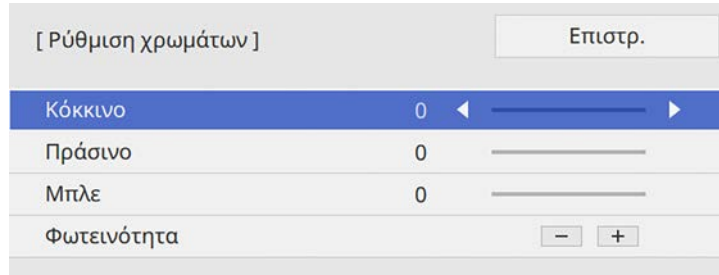 [ Ρύθμιση χρωμάτων ] Επιστρ.
Κόκκινο 0
Πράσινο 0
Μπλε 0
Φωτεινότητα − +